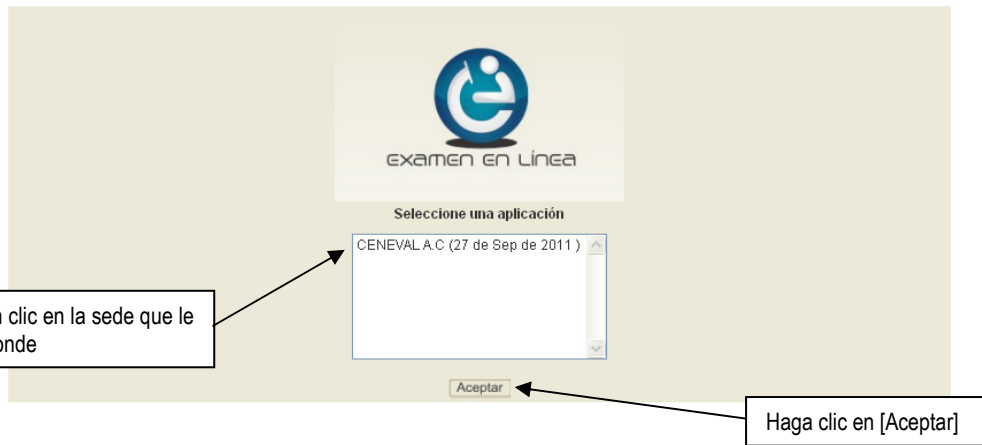 Examen en Línea
Seleccione una aplicación
CENEVAL A.C (27 de Sep de 2011 )
clic en la sede que le
onde
Aceptar
Haga clic en [Aceptar]